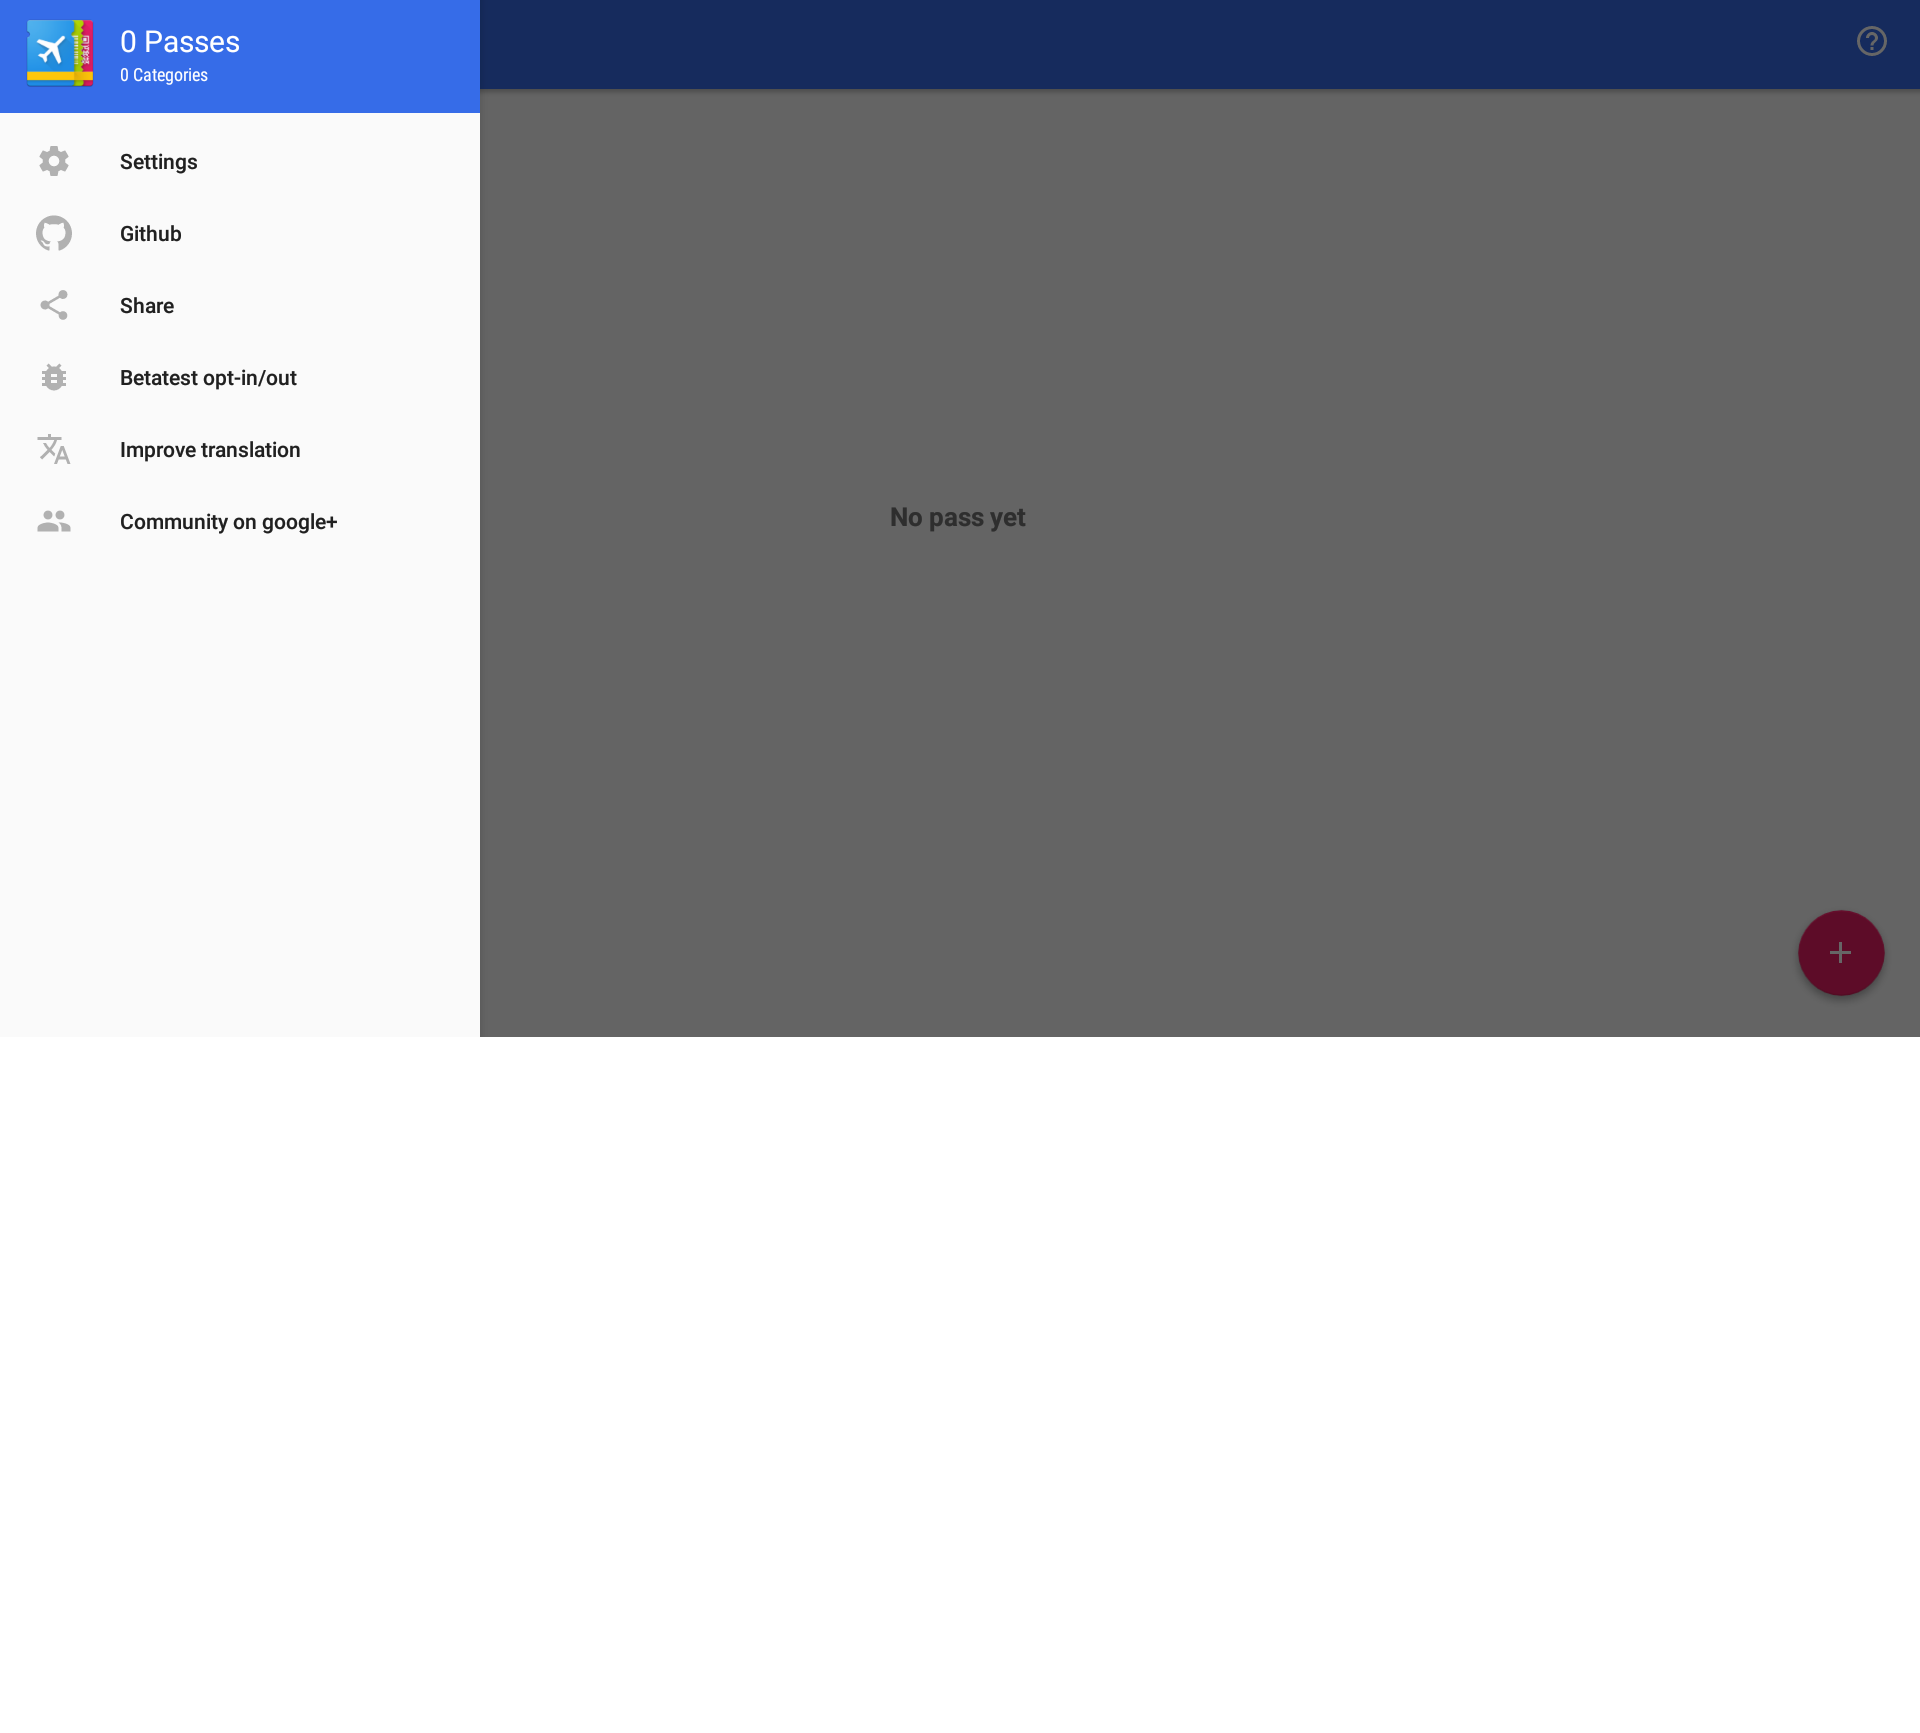 0 Passes
0 Categories
Settings
Github
Share
Betatest opt-in/out
Improve translation
Community on google+
No pass yet